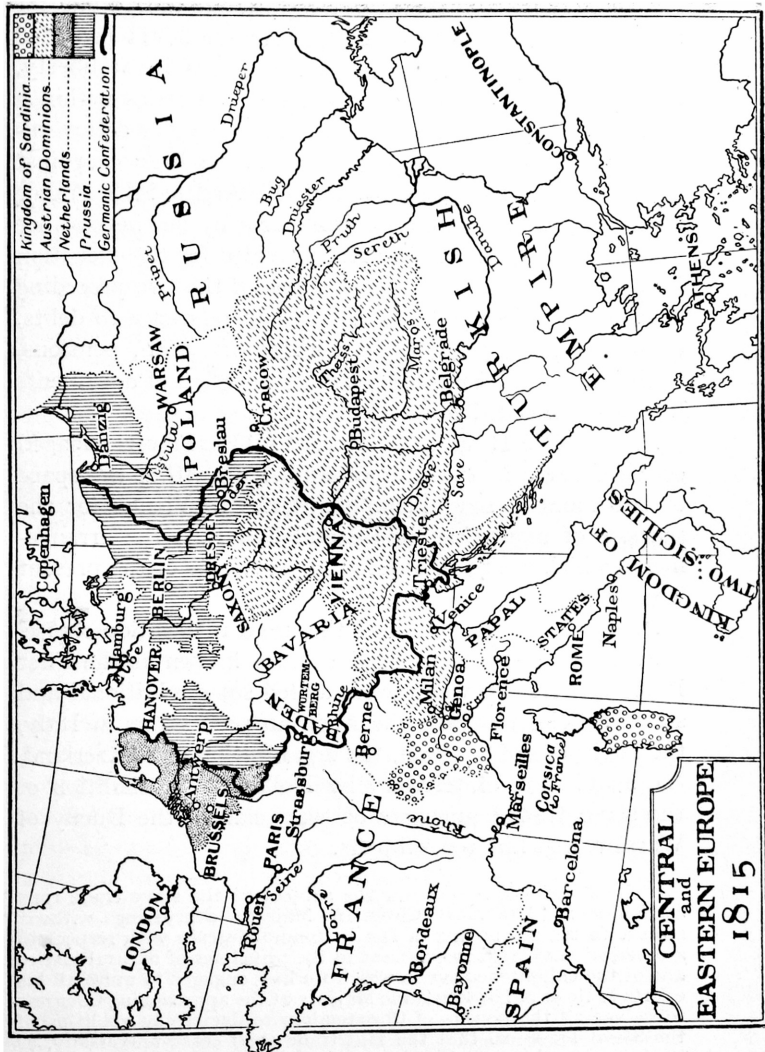 Kingdom of Sardinia
Austrian Dominions
Netherlands
Prussia
Germanic Confederation
RUSSIA
Dnieper
Bug
Dniester
Pruth
Sereth
Pripet
CONSTANTINOPLE
TURKISH
EMPIRE
Danube
ATHENS
WARSAW
POLAND
Vistula
Danzig
Cracow
Breslau
Oder
Theiss
Maros
Budapest
Belgrade
Drave
Save
Copenhagen
BERLIN
DRESDEN
SAXONY
VIENNA
Trieste
Hamburg
Elbe
HANOVER
BAVARIA
WURTEM-
BERG
BADEN
Rhine
Venice
PAPAL
STATES
ROME
Naples
KINGDOM OF
TWO SICILIES
Milan
Genoa
Florence
Berne
Antwerp
BRUSSELS
Strassburg
LONDON
PARIS
Seine
Rouen
Loire
FRANCE
Rhône
Marseilles
Corsica
to France
Bordeaux
Bayonne
SPAIN
Barcelona
CENTRAL
and
EASTERN EUROPE
1815